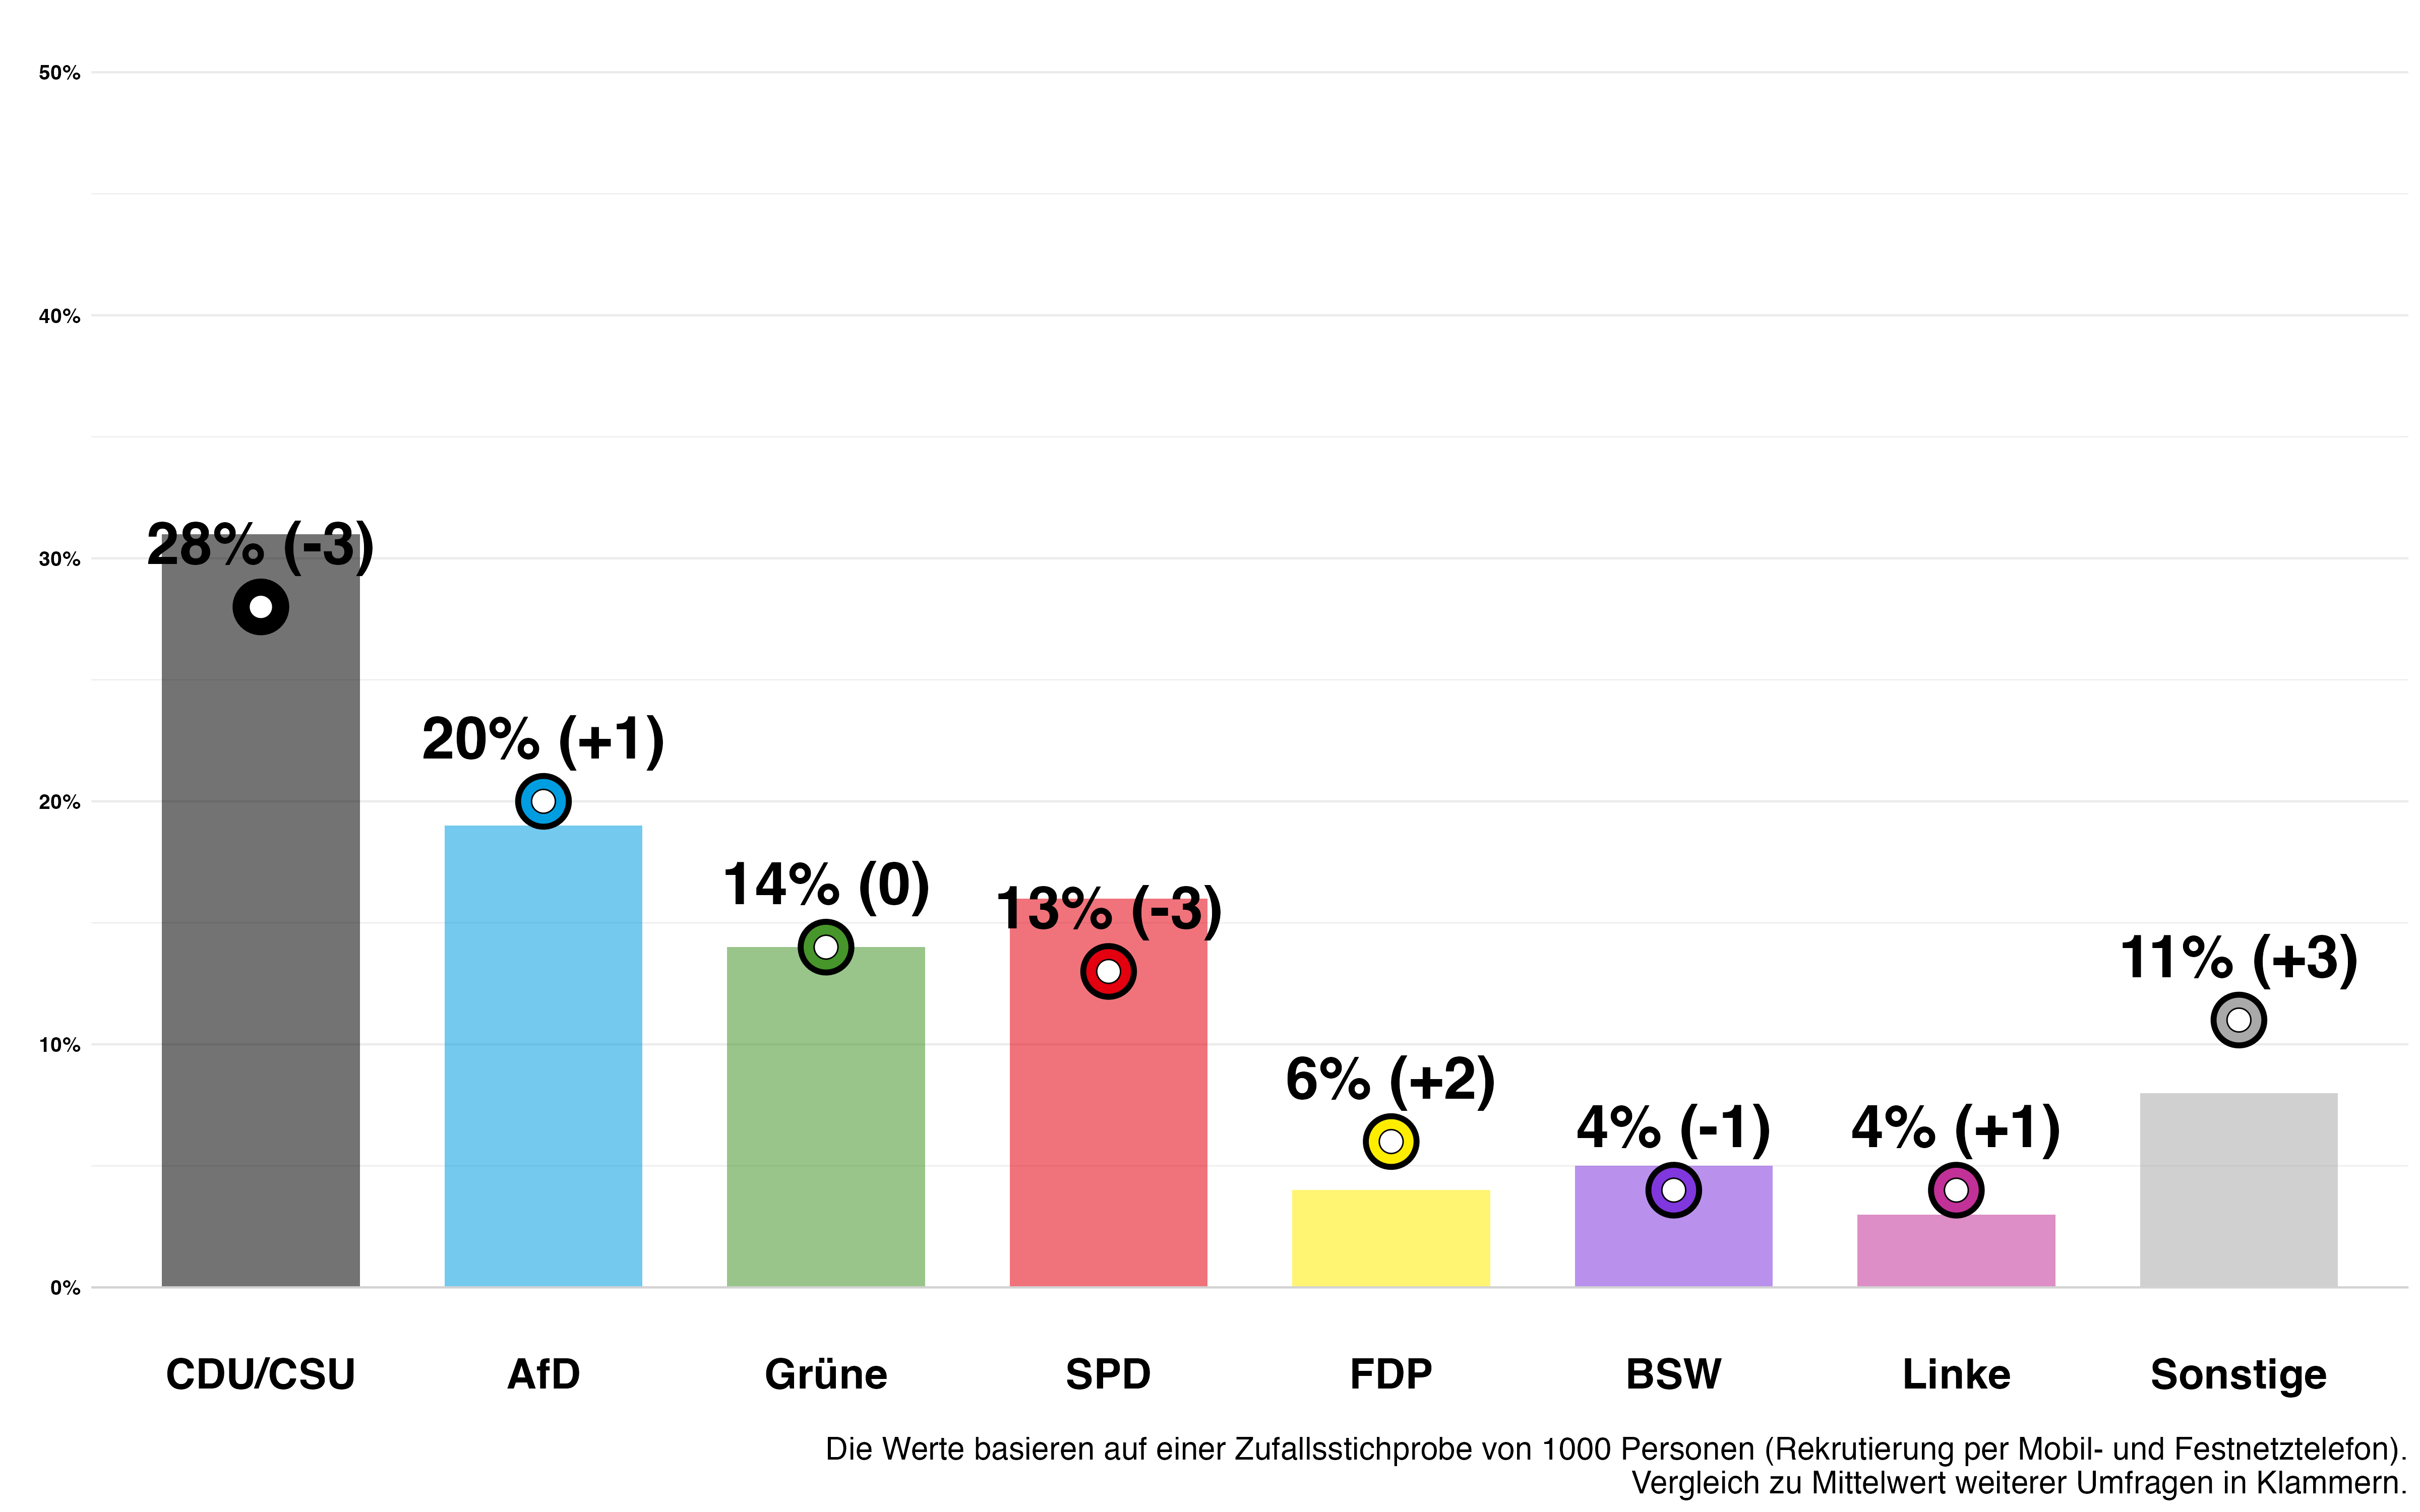 50%
40%
30%
20%
10%
0%
28% (-3)
20% (+1)
14% (0)
13% (-3)
6% (+2)
4% (-1)
4% (+1)
11% (+3)
CDU/CSU
AfD
Grüne
SPD
FDP
BSW
Linke
Sonstige
Die Werte basieren auf einer Zufallsstichprobe von 1000 Personen (Rekrutierung per Mobil- und Festnetztelefon).
Vergleich zu Mittelwert weiterer Umfragen in Klammern.